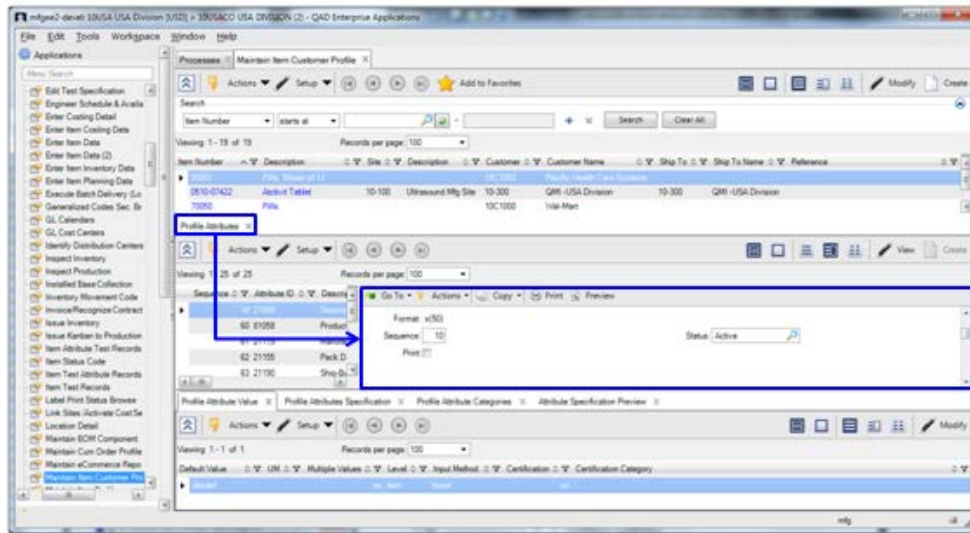 mfgee2-devel: 10USA USA Division [USD] > 10USACO USA DIVISION (2) - QAD Enterprise Applications
File Edit Tools Workspace Window Help
Applications
Menu Search
Edit Test Specification
Engineer Schedule & Availa
Enter Costing Detail
Enter Item Costing Data
Enter Item Data
Enter Item Data (2)
Enter Item Inventory Data
Enter Item Planning Data
Execute Batch Delivery (Lo
Generalized Codes Sec. Br
GL Calendars
GL Cost Centers
Identify Distribution Centers
Inspect Inventory
Inspect Production
Installed Base Collection
Inventory Movement Code
Invoice/Recognize Contract
Issue Inventory
Issue Kanban to Production
Item Attribute Test Records
Item Status Code
Item Test Attribute Records
Item Test Records
Label Print Status Browse
Link Sites /Activate Cost Se
Location Detail
Maintain BOM Component
Maintain Cum Order Profile
Maintain eCommerce Repo
Maintain Item Customer Pro
Processes Maintain Item Customer Profile
Actions Setup Add to Favorites Modify Create
Search
Item Number starts at Search Clear All
Viewing 1 - 19 of 19 Records per page: 100
Item Number Description Site Description Customer Customer Name Ship To Ship To Name Reference
10C1000
0510-07422 Tablet 10-100 Ultrasound Mfg Site 10-300 QMI -USA Division 10-300 QMI -USA Division
70050 Pills 10C1000 Wal-Mart
Profile Attributes
Actions Setup View Create
Viewing 1 - 25 of 25 Records per page: 100
Sequence Attribute ID Descri
60 01058 Product
62 21155 Pack D
63 21190 Ship
Go To Actions Copy Print Preview
Format: x(50)
Sequence: 10 Status: Active
Print:
Profile Attribute Value Profile Attributes Specification Profile Attribute Categories Attribute Specification Preview
Actions Setup Modify
Viewing 1 - 1 of 1 Records per page: 100
Default Value UM Multiple Values Level Input Method Certification Certification Category
no Item None no
mfg